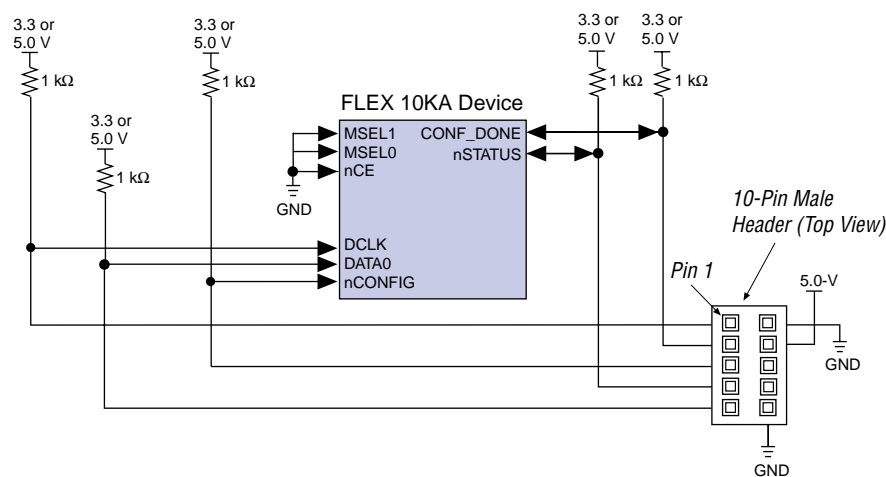 3.3 or
5.0 V
1 kΩ
3.3 or
5.0 V
1 kΩ
3.3 or
5.0 V
1 kΩ
3.3 or
5.0 V
1 kΩ
3.3 or
5.0 V
1 kΩ
FLEX 10KA Device
MSEL1
MSEL0
nCE
CONF_DONE
nSTATUS
GND
DCLK
DATA0
nCONFIG
10-Pin Male
Header (Top View)
Pin 1
5.0-V
GND
GND